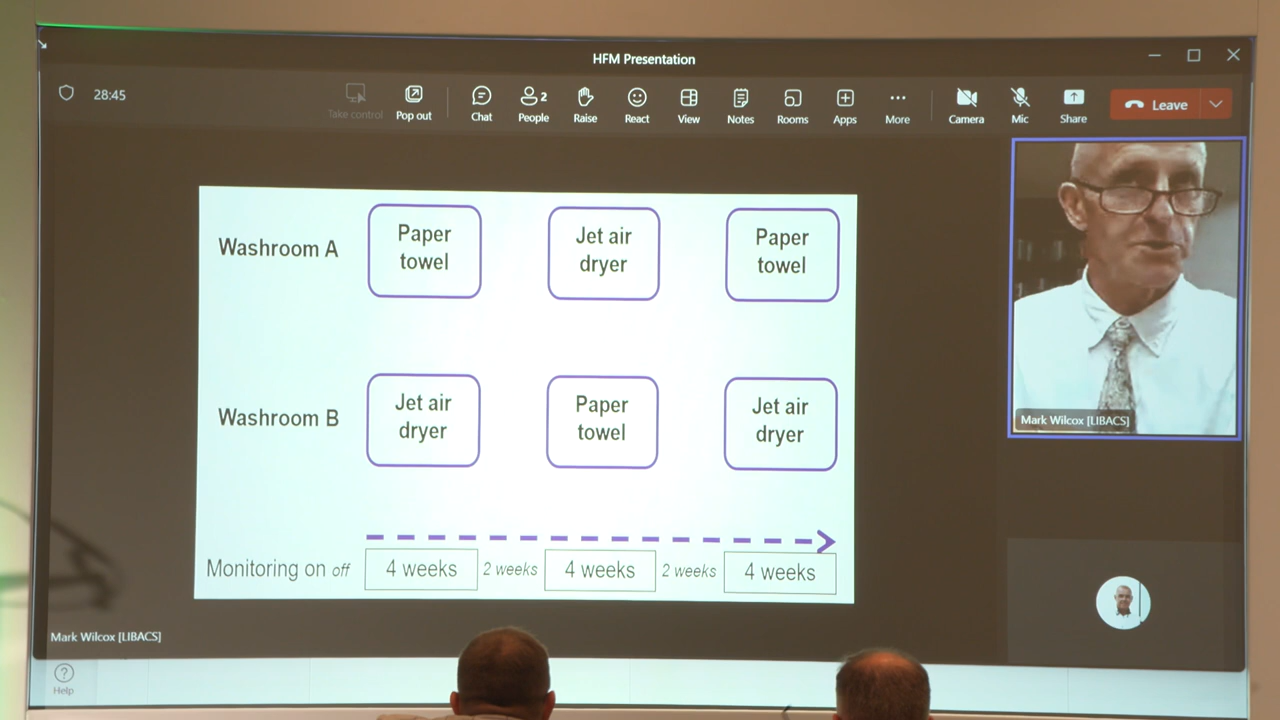 HFM Presentation
28:45
Take control
Pop out
Chat
People
2
Raise
React
View
Notes
Rooms
Apps
More
Camera
Mic
Share
Leave
Washroom A
Paper
towel
Jet air
dryer
Paper
towel
Washroom B
Jet air
dryer
Paper
towel
Jet air
dryer
Monitoring on off
4 weeks
2 weeks
4 weeks
2 weeks
4 weeks
Mark Wilcox [LIBACS]
Mark Wilcox [LIBACS]
Help